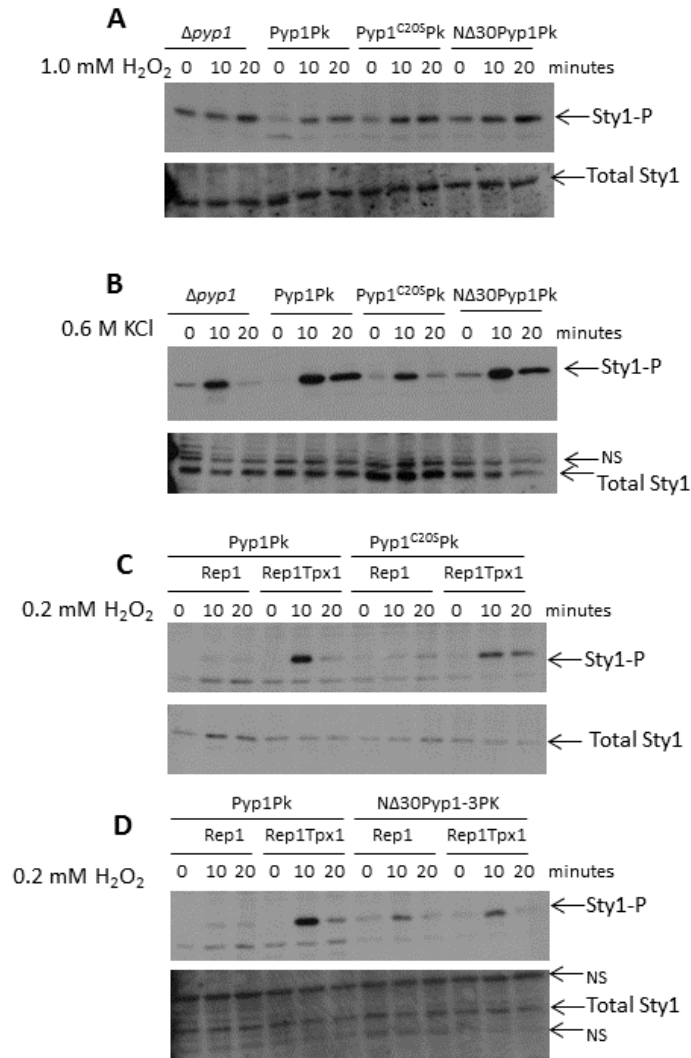 A
Δpyp1 Pyp1Pk Pyp1C20SPk NΔ30Pyp1Pk
1.0 mM H2O2 0 10 20 0 10 20 0 10 20 0 10 20 minutes
Sty1-P
Total Sty1
B
Δpyp1 Pyp1Pk Pyp1C20SPk NΔ30Pyp1Pk
0.6 M KCl 0 10 20 0 10 20 0 10 20 0 10 20 minutes
Sty1-P
NS
Total Sty1
C
Pyp1Pk Pyp1C20SPk
Rep1 Rep1Tpx1 Rep1 Rep1Tpx1
0.2 mM H2O2 0 10 20 0 10 20 0 10 20 0 10 20 minutes
Sty1-P
Total Sty1
D
Pyp1Pk NΔ30Pyp1-3PK
Rep1 Rep1Tpx1 Rep1 Rep1Tpx1
0.2 mM H2O2 0 10 20 0 10 20 0 10 20 0 10 20 minutes
Sty1-P
NS
Total Sty1
NS